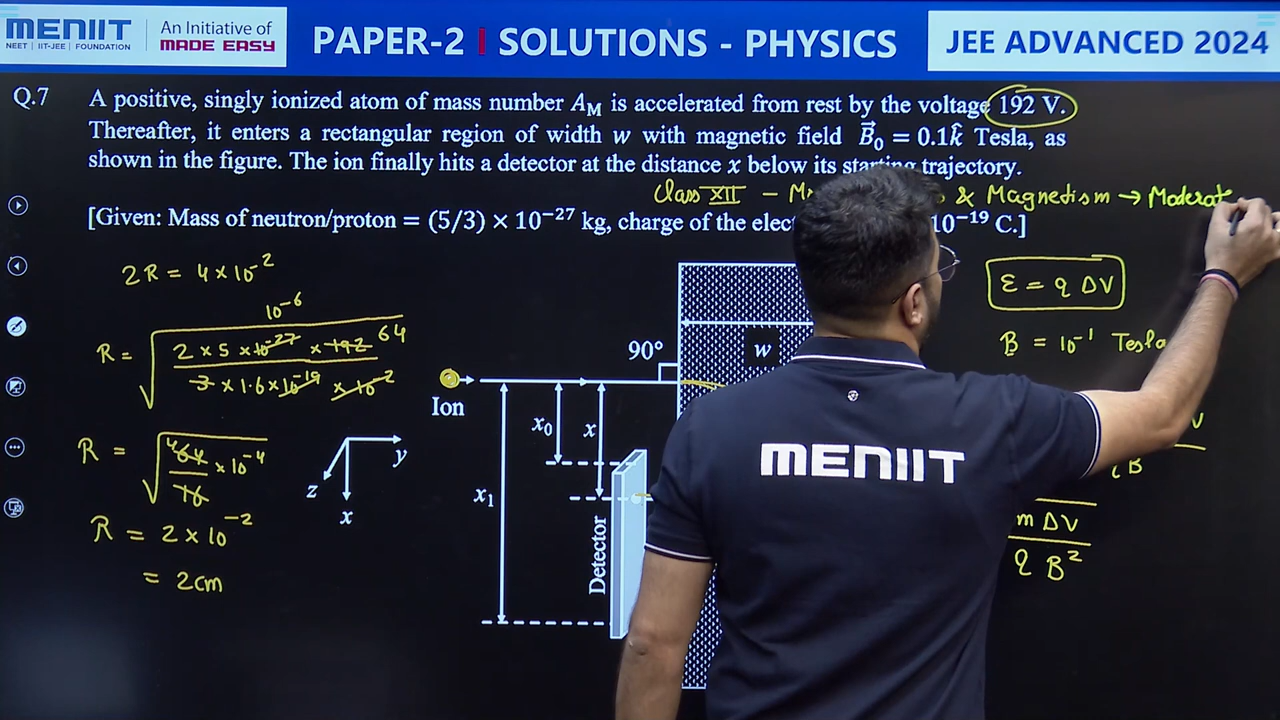 MENIIT
NEET | IIT-JEE | FOUNDATION
An Initiative of
MADE EASY
PAPER-2 | SOLUTIONS - PHYSICS
JEE ADVANCED 2024
Q.7
A positive, singly ionized atom of mass number A_M is accelerated from rest by the voltage 192 V.
Thereafter, it enters a rectangular region of width w with magnetic field B⃗₀ = 0.1k̂ Tesla, as
shown in the figure. The ion finally hits a detector at the distance x below its starting trajectory.
Class XII – & Magnetism → Moderat
[Given: Mass of neutron/proton = (5/3) × 10⁻²⁷ kg, charge of the elec 10⁻¹⁹ C.]
2R = 4 × 10⁻²
10⁻⁶
R = √ 2 × 5 × 10⁻²⁷ × 192 64
3 × 1.6 × 10⁻¹⁹ × 10⁻²
R = √ 4 64 × 10⁻⁴
16
R = 2 × 10⁻²
= 2cm
y
z
x
90°
w
Ion
x₀
x
x₁
Detector
ε = q ΔV
B = 10⁻¹ Tesla
B
m ΔV
q B²
MENIIT